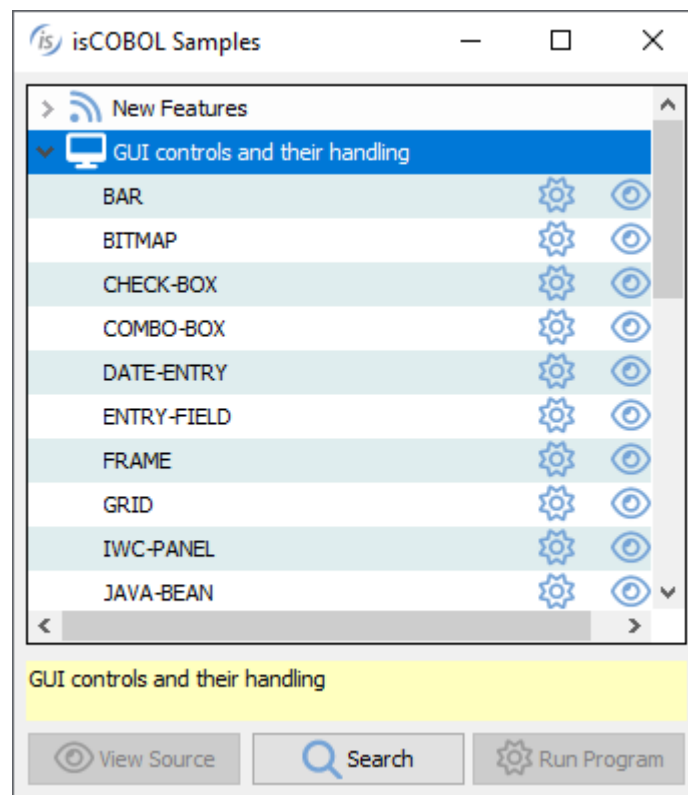 is isCOBOL Samples
New Features
GUI controls and their handling
BAR
BITMAP
CHECK-BOX
COMBO-BOX
DATE-ENTRY
ENTRY-FIELD
FRAME
GRID
IWC-PANEL
JAVA-BEAN
GUI controls and their handling
View Source Search Run Program